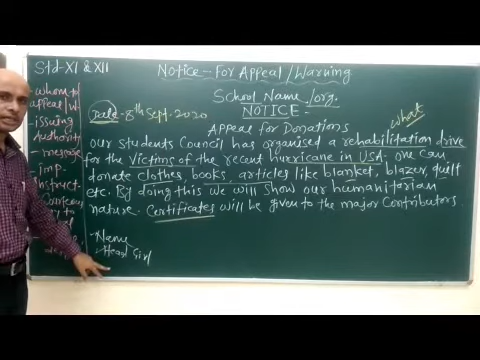 Std-XI & XII
Notice-For Appeal/Warning
School Name/org.
NOTICE
Date-8th Sept. 2020
what
Appeal for Donations
our students Council has organised a rehabilitation drive
for the Victims of the recent hurricane in USA. one can
donate clothes, books, articles like blanket, blazer, quilt
etc. By doing this we will show our humanitarian
nature. Certificates will be given to the major Contributors.
Name
Head Girl
-whom to
appeal/w.
-issuing
Authority
-message
-imp.
Instruct